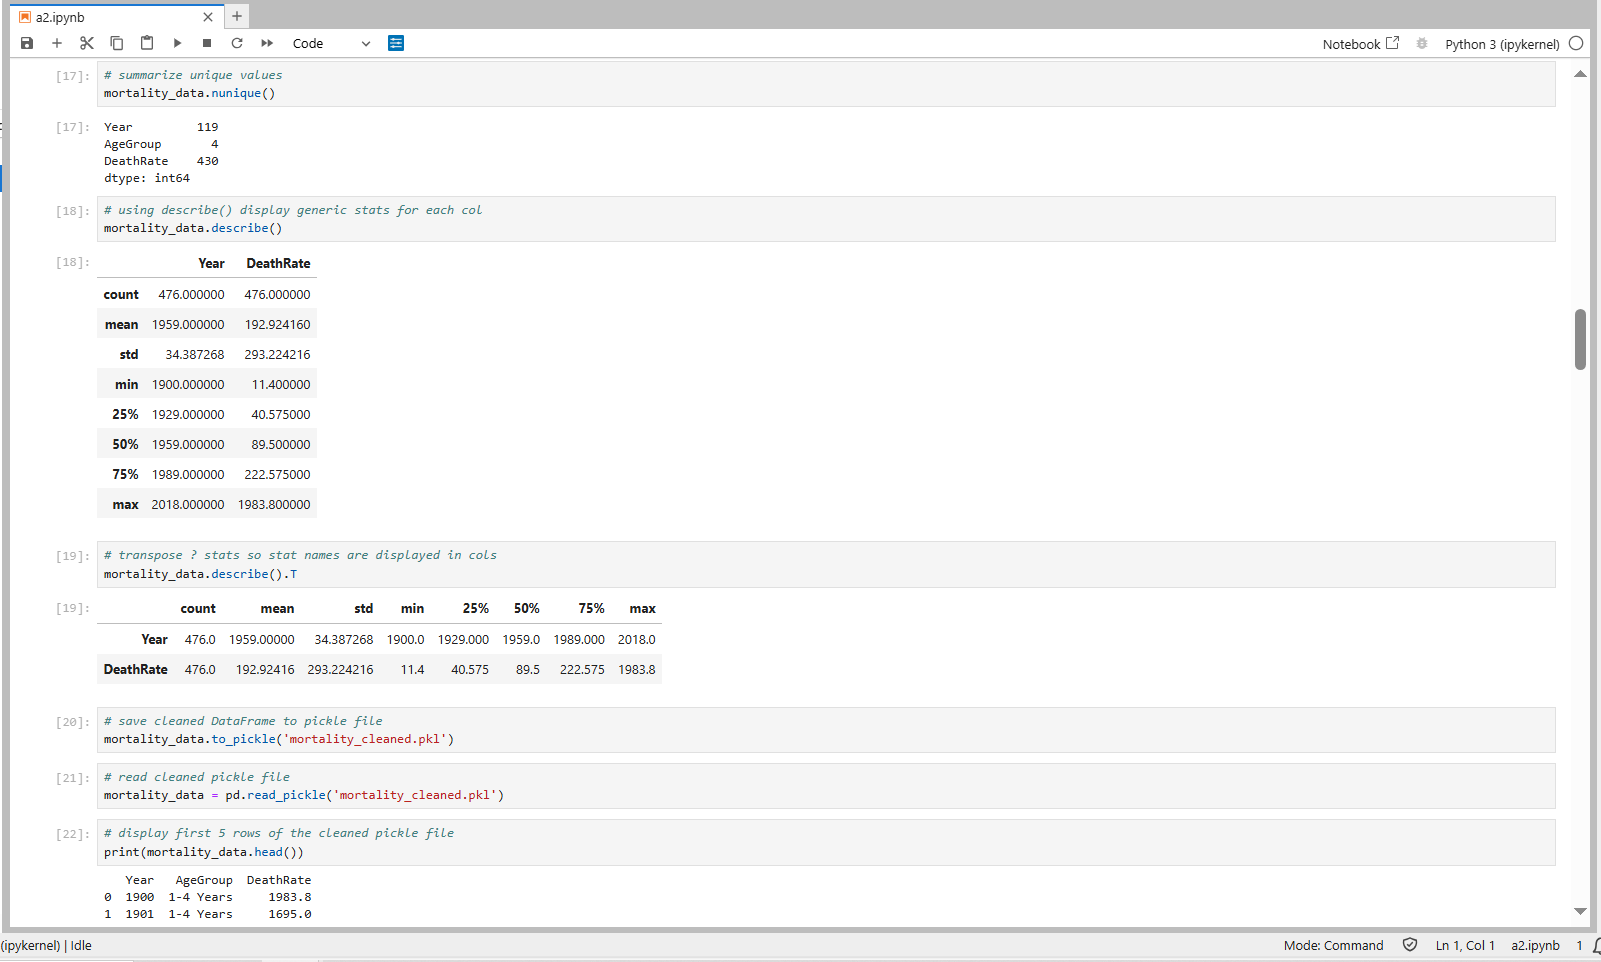 a2.ipynb
Code
Notebook
Python 3 (ipykernel)
[17]: # summarize unique values
mortality_data.nunique()
[17]: Year 119
AgeGroup 4
DeathRate 430
dtype: int64
[18]: # using describe() display generic stats for each col
mortality_data.describe()
[18]: Year DeathRate
count 476.000000 476.000000
mean 1959.000000 192.924160
std 34.387268 293.224216
min 1900.000000 11.400000
25% 1929.000000 40.575000
50% 1959.000000 89.500000
75% 1989.000000 222.575000
max 2018.000000 1983.800000
[19]: # transpose ? stats so stat names are displayed in cols
mortality_data.describe().T
[19]: count mean std min 25% 50% 75% max
Year 476.0 1959.00000 34.387268 1900.0 1929.000 1959.0 1989.000 2018.0
DeathRate 476.0 192.92416 293.224216 11.4 40.575 89.5 222.575 1983.8
[20]: # save cleaned DataFrame to pickle file
mortality_data.to_pickle('mortality_cleaned.pkl')
[21]: # read cleaned pickle file
mortality_data = pd.read_pickle('mortality_cleaned.pkl')
[22]: # display first 5 rows of the cleaned pickle file
print(mortality_data.head())
Year AgeGroup DeathRate
0 1900 1-4 Years 1983.8
1 1901 1-4 Years 1695.0
(ipykernel) | Idle
Mode: Command
Ln 1, Col 1
a2.ipynb
1